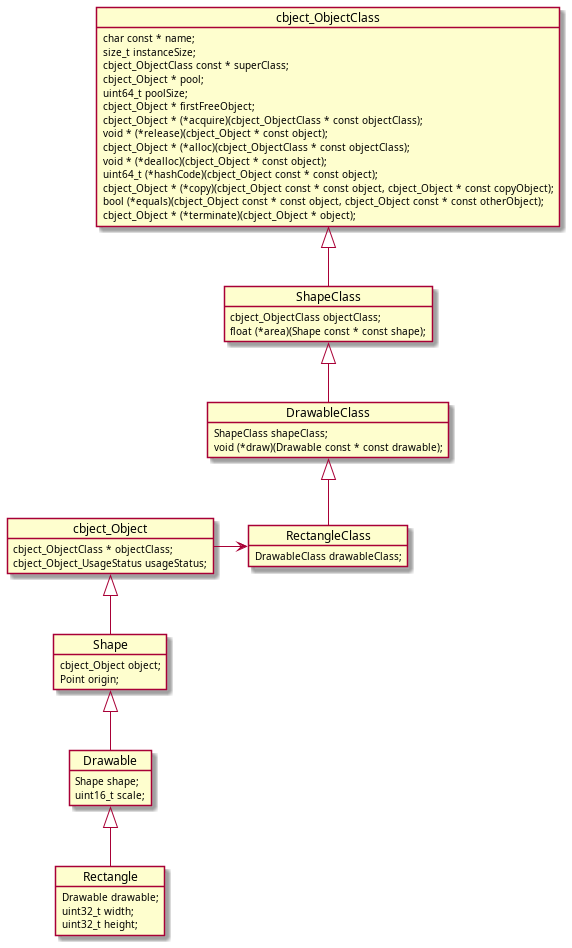 cbject_ObjectClass
char const * name;
size_t instanceSize;
cbject_ObjectClass const * superClass;
cbject_Object * pool;
uint64_t poolSize;
cbject_Object * firstFreeObject;
cbject_Object * (*acquire)(cbject_ObjectClass * const objectClass);
void * (*release)(cbject_Object * const object);
cbject_Object * (*alloc)(cbject_ObjectClass * const objectClass);
void * (*dealloc)(cbject_Object * const object);
uint64_t (*hashCode)(cbject_Object const * const object);
cbject_Object * (*copy)(cbject_Object const * const object, cbject_Object * const copyObject);
bool (*equals)(cbject_Object const * const object, cbject_Object const * const otherObject);
cbject_Object * (*terminate)(cbject_Object * object);
ShapeClass
cbject_ObjectClass objectClass;
float (*area)(Shape const * const shape);
DrawableClass
ShapeClass shapeClass;
void (*draw)(Drawable const * const drawable);
cbject_Object
cbject_ObjectClass * objectClass;
cbject_Object_UsageStatus usageStatus;
RectangleClass
DrawableClass drawableClass;
Shape
cbject_Object object;
Point origin;
Drawable
Shape shape;
uint16_t scale;
Rectangle
Drawable drawable;
uint32_t width;
uint32_t height;